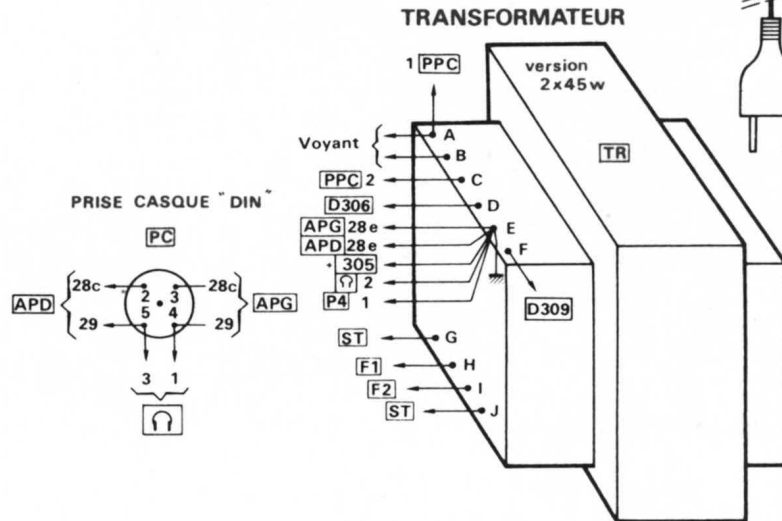 TRANSFORMATEUR
version
2x45w
TR
1 PPC
Voyant
A
B
PPC 2
C
D306
D
APG 28e
E
APD 28e
F
305
2
P4 1
D309
ST
G
F1
H
F2
I
ST
J
PRISE CASQUE "DIN"
PC
APD
28c
2
3
28c
APG
29
5
4
29
3
1